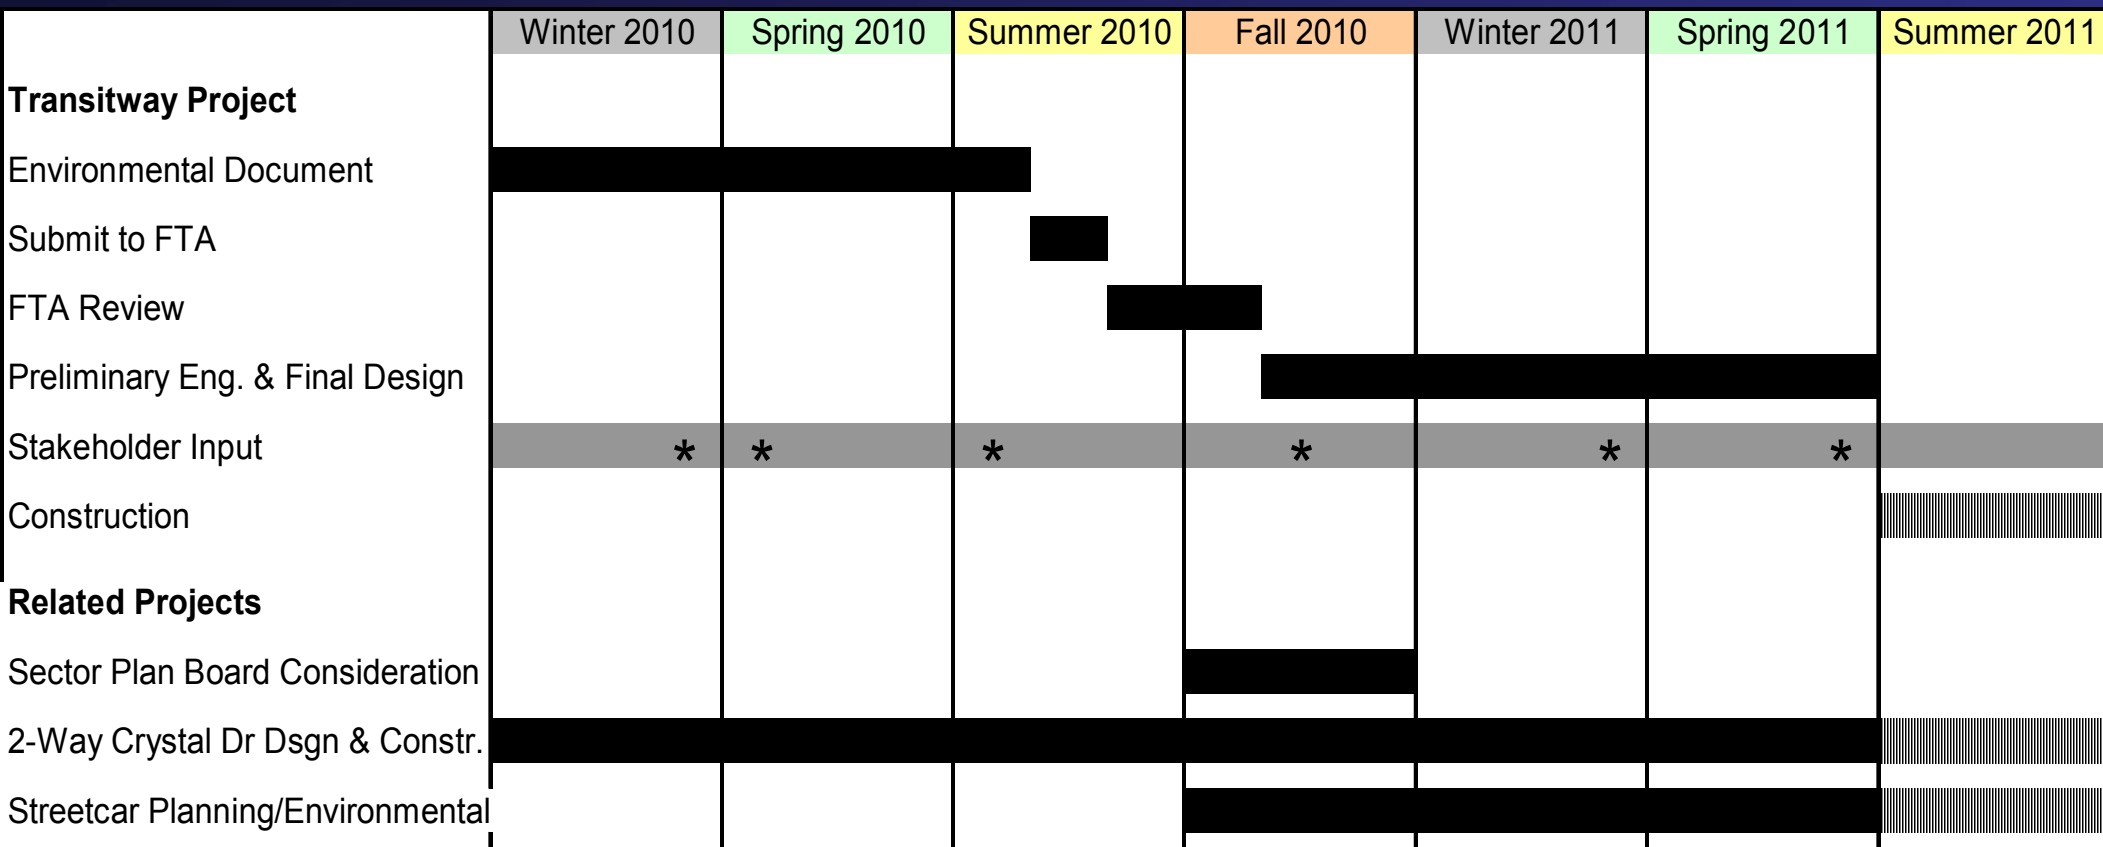 Winter 2010 Spring 2010 Summer 2010 Fall 2010 Winter 2011 Spring 2011 Summer 2011
Transitway Project
Environmental Document
Submit to FTA
FTA Review
Preliminary Eng. & Final Design
Stakeholder Input * * * * * *
Construction
Related Projects
Sector Plan Board Consideration
2-Way Crystal Dr Dsgn & Constr.
Streetcar Planning/Environmental